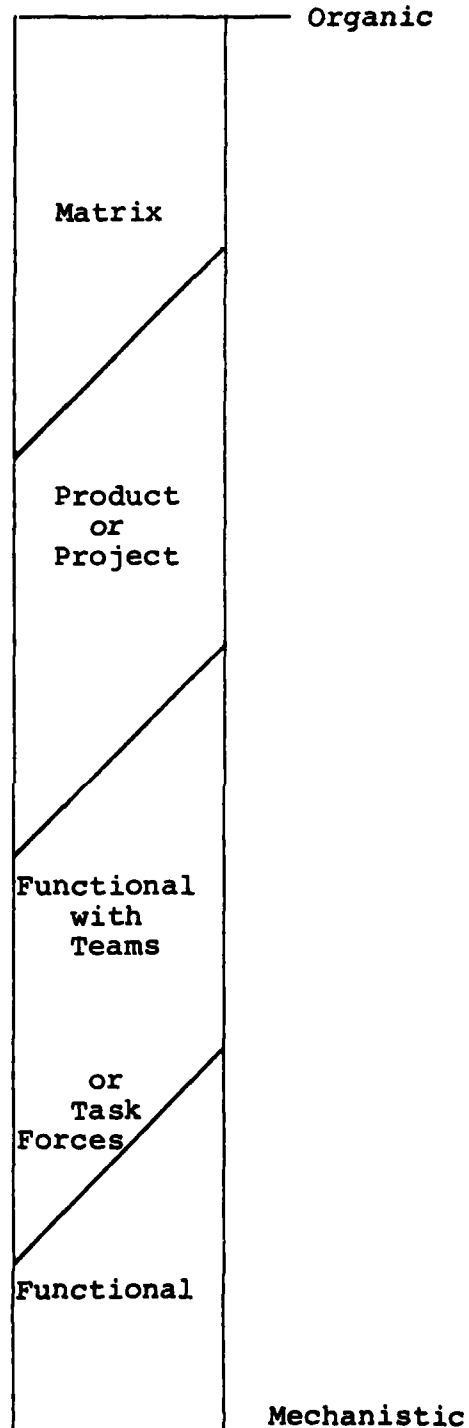 Organic
Matrix
Product
or
Project
Functional
with
Teams
or
Task
Forces
Functional
Mechanistic